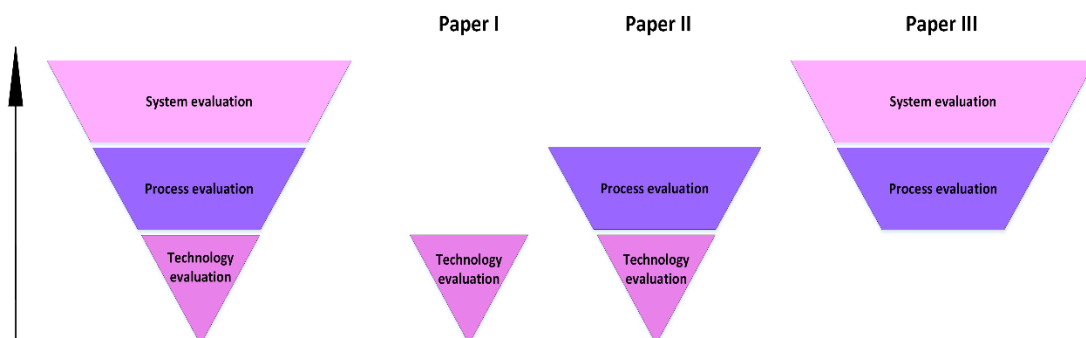 Paper I
Paper II
Paper III
System evaluation
System evaluation
Process evaluation
Process evaluation
Process evaluation
Technology
evaluation
Technology
evaluation
Technology
evaluation